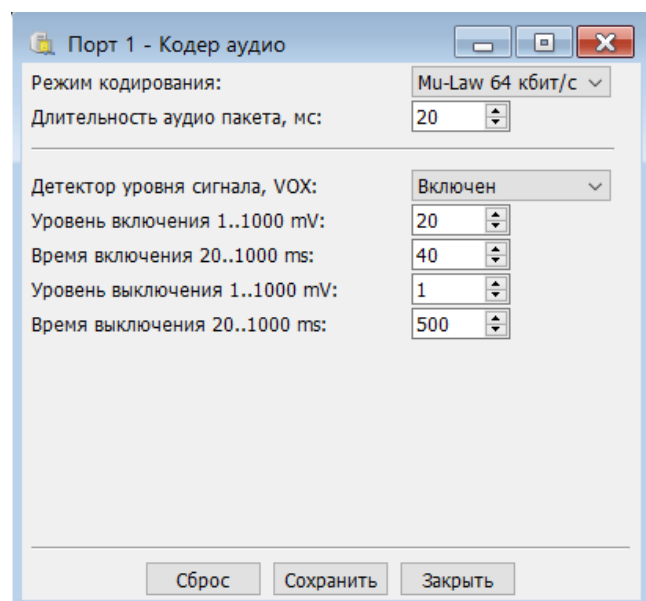 Порт 1 - Кодер аудио
Режим кодирования: Mu-Law 64 кбит/с
Длительность аудио пакета, мс: 20
Детектор уровня сигнала, VOX: Включен
Уровень включения 1..1000 mV: 20
Время включения 20..1000 ms: 40
Уровень выключения 1..1000 mV: 1
Время выключения 20..1000 ms: 500
Сброс Сохранить Закрыть